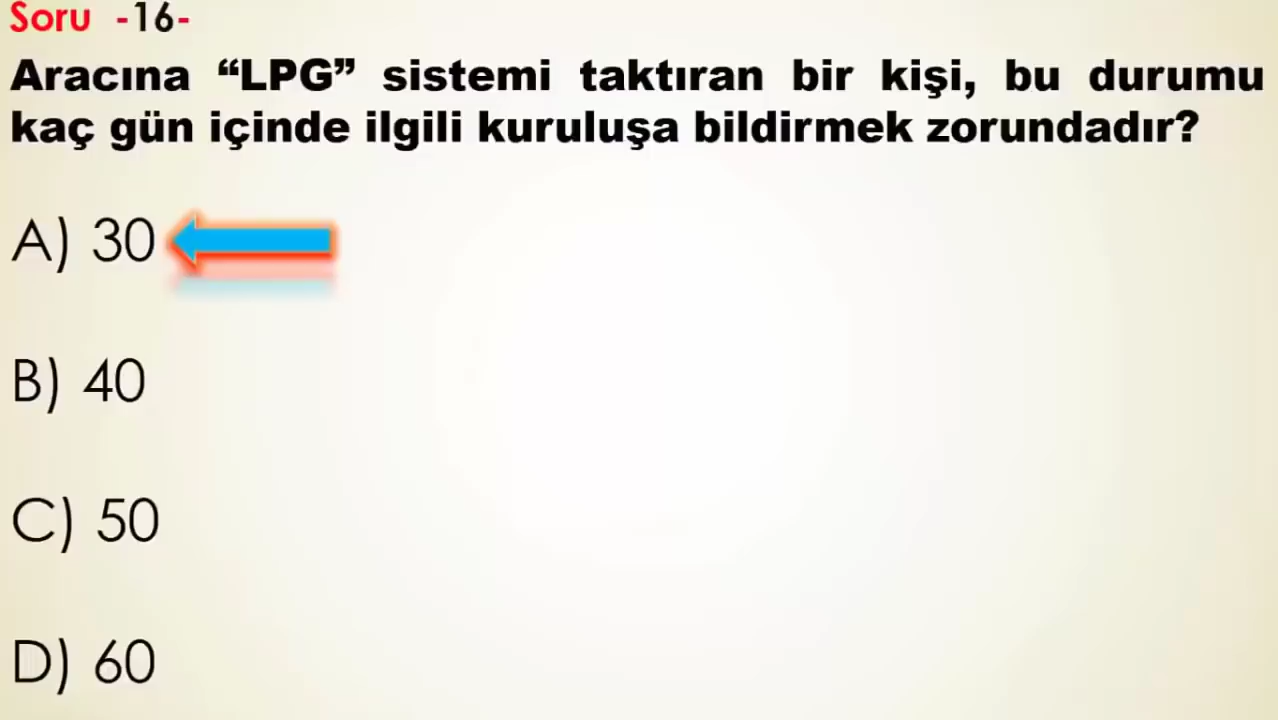 Soru -16-
Aracına “LPG” sistemi taktıran bir kişi, bu durumu
kaç gün içinde ilgili kuruluşa bildirmek zorundadır?
A) 30
B) 40
C) 50
D) 60